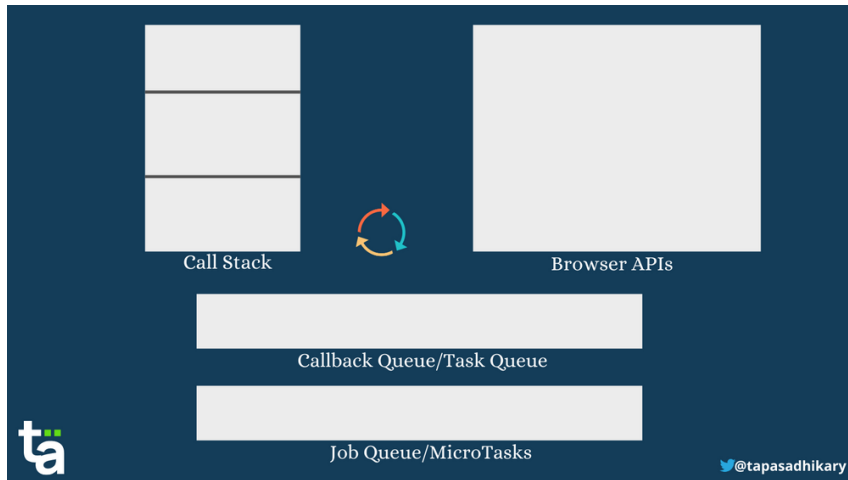 Call Stack
Browser APIs
Callback Queue/Task Queue
Job Queue/MicroTasks
tä
@tapasadhikary